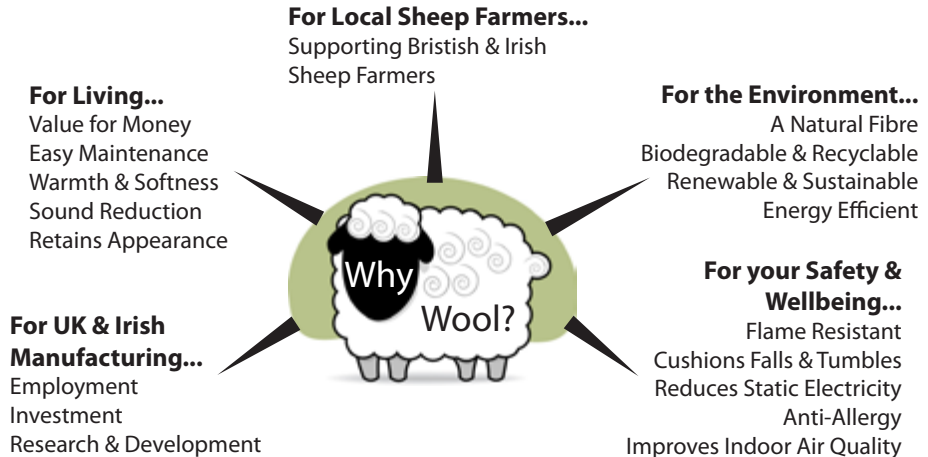 For Local Sheep Farmers...
Supporting Bristish & Irish
Sheep Farmers
For Living...
Value for Money
Easy Maintenance
Warmth & Softness
Sound Reduction
Retains Appearance
For the Environment...
A Natural Fibre
Biodegradable & Recyclable
Renewable & Sustainable
Energy Efficient
Why
Wool?
For UK & Irish
Manufacturing...
Employment
Investment
Research & Development
For your Safety &
Wellbeing...
Flame Resistant
Cushions Falls & Tumbles
Reduces Static Electricity
Anti-Allergy
Improves Indoor Air Quality